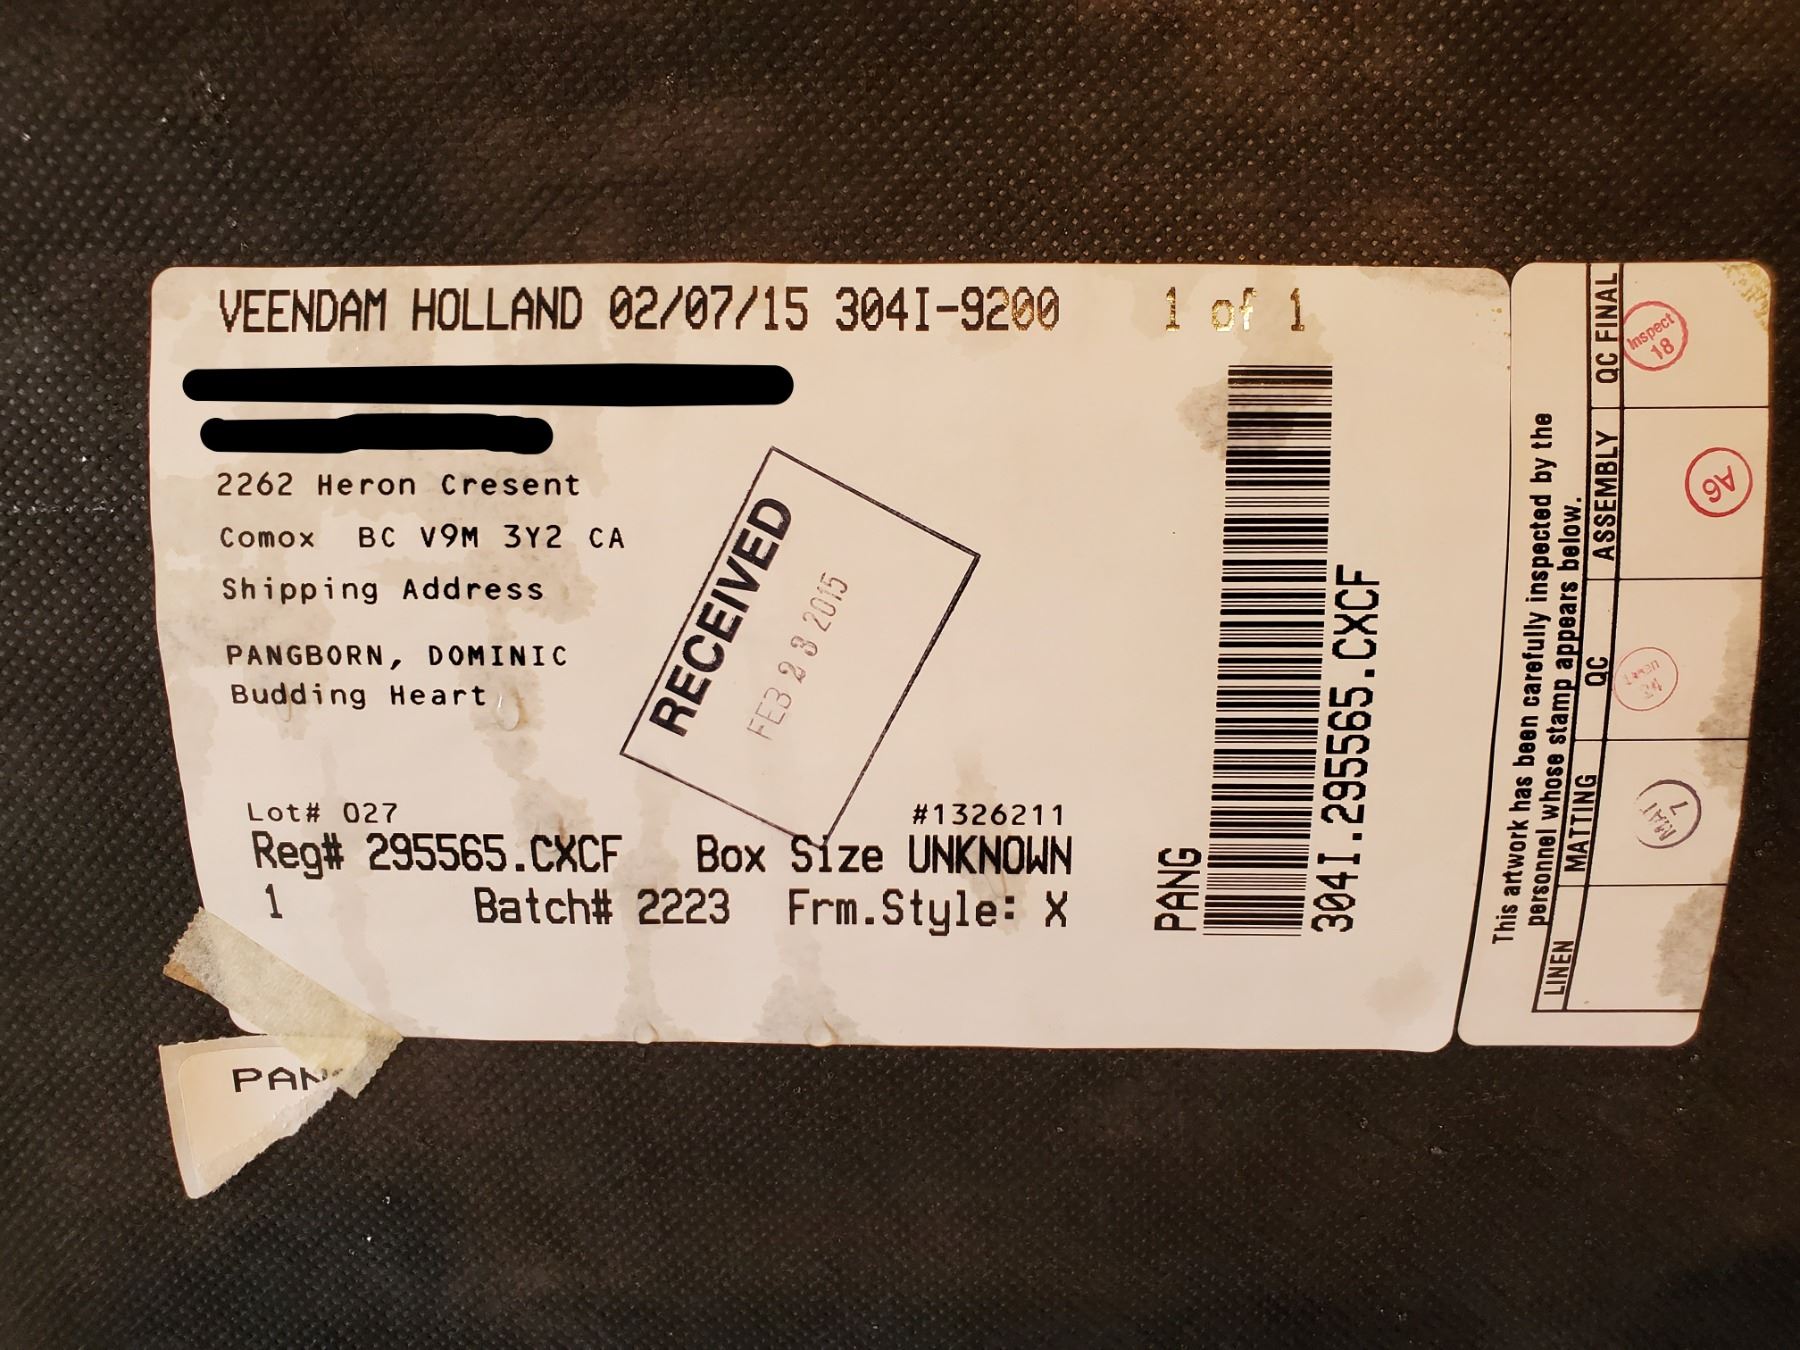 VEENDAM HOLLAND 02/07/15 304I-9200 1 of 1
2262 Heron Cresent
Comox BC V9M 3Y2 CA
Shipping Address
PANGBORN, DOMINIC
Budding Heart
RECEIVED
FEB 23 2015
Lot# 027
#1326211
Reg# 295565.CXCF Box Size UNKNOWN
1 Batch# 2223 Frm.Style: X
PANG
304I.295565.CXCF
This artwork has been carefully inspected by the
personnel whose stamp appears below.
LINEN MATTING QC ASSEMBLY QC FINAL
MAT
7
A6
Inspect
18